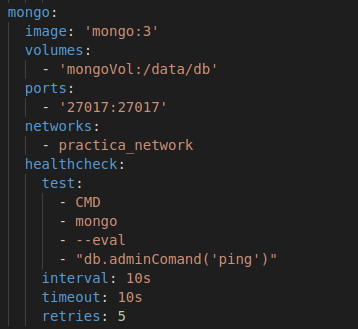 mongo:
  image: 'mongo:3'
  volumes:
    - 'mongoVol:/data/db'
  ports:
    - '27017:27017'
  networks:
    - practica_network
  healthcheck:
    test:
      - CMD
      - mongo
      - --eval
      - "db.adminComand('ping')"
    interval: 10s
    timeout: 10s
    retries: 5